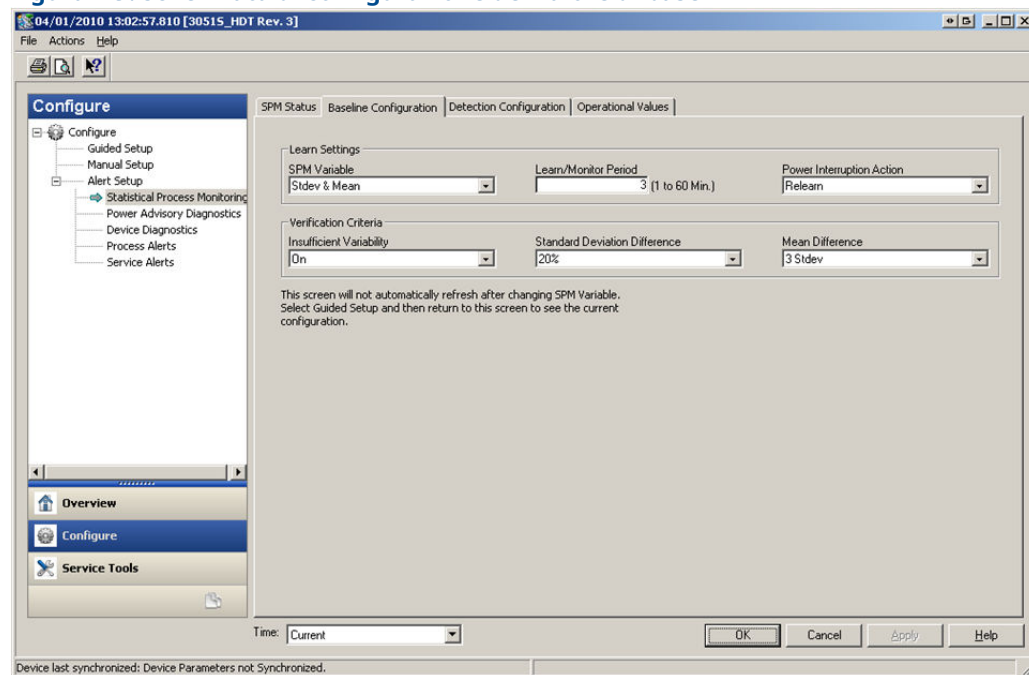 04/01/2010 13:02:57.810 [3051S_HDT Rev. 3]
File Actions Help
Configure
Configure
Guided Setup
Manual Setup
Alert Setup
Statistical Process Monitoring
Power Advisory Diagnostics
Device Diagnostics
Process Alerts
Service Alerts
Overview
Configure
Service Tools
SPM Status Baseline Configuration Detection Configuration Operational Values
Learn Settings
SPM Variable Learn/Monitor Period Power Interruption Action
Stdev & Mean 3 (1 to 60 Min.) Relearn
Verification Criteria
Insufficient Variability Standard Deviation Difference Mean Difference
On 20% 3 Stdev
This screen will not automatically refresh after changing SPM Variable.
Select Guided Setup and then return to this screen to see the current
configuration.
Time: Current OK Cancel Apply Help
Device last synchronized: Device Parameters not Synchronized.